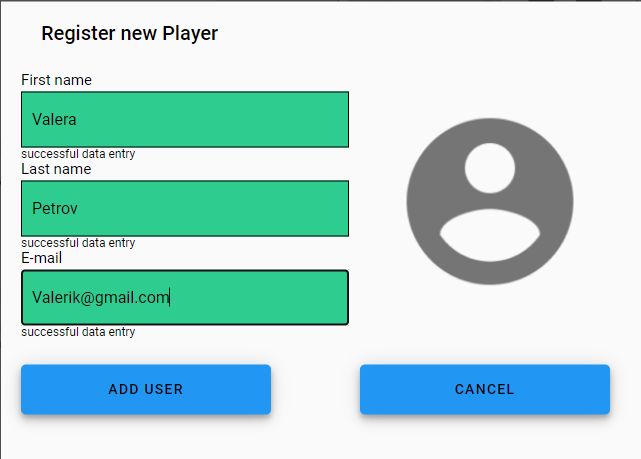 Register new Player
First name
Valera
successful data entry
Last name
Petrov
successful data entry
E-mail
Valerik@gmail.com
successful data entry
ADD USER
CANCEL